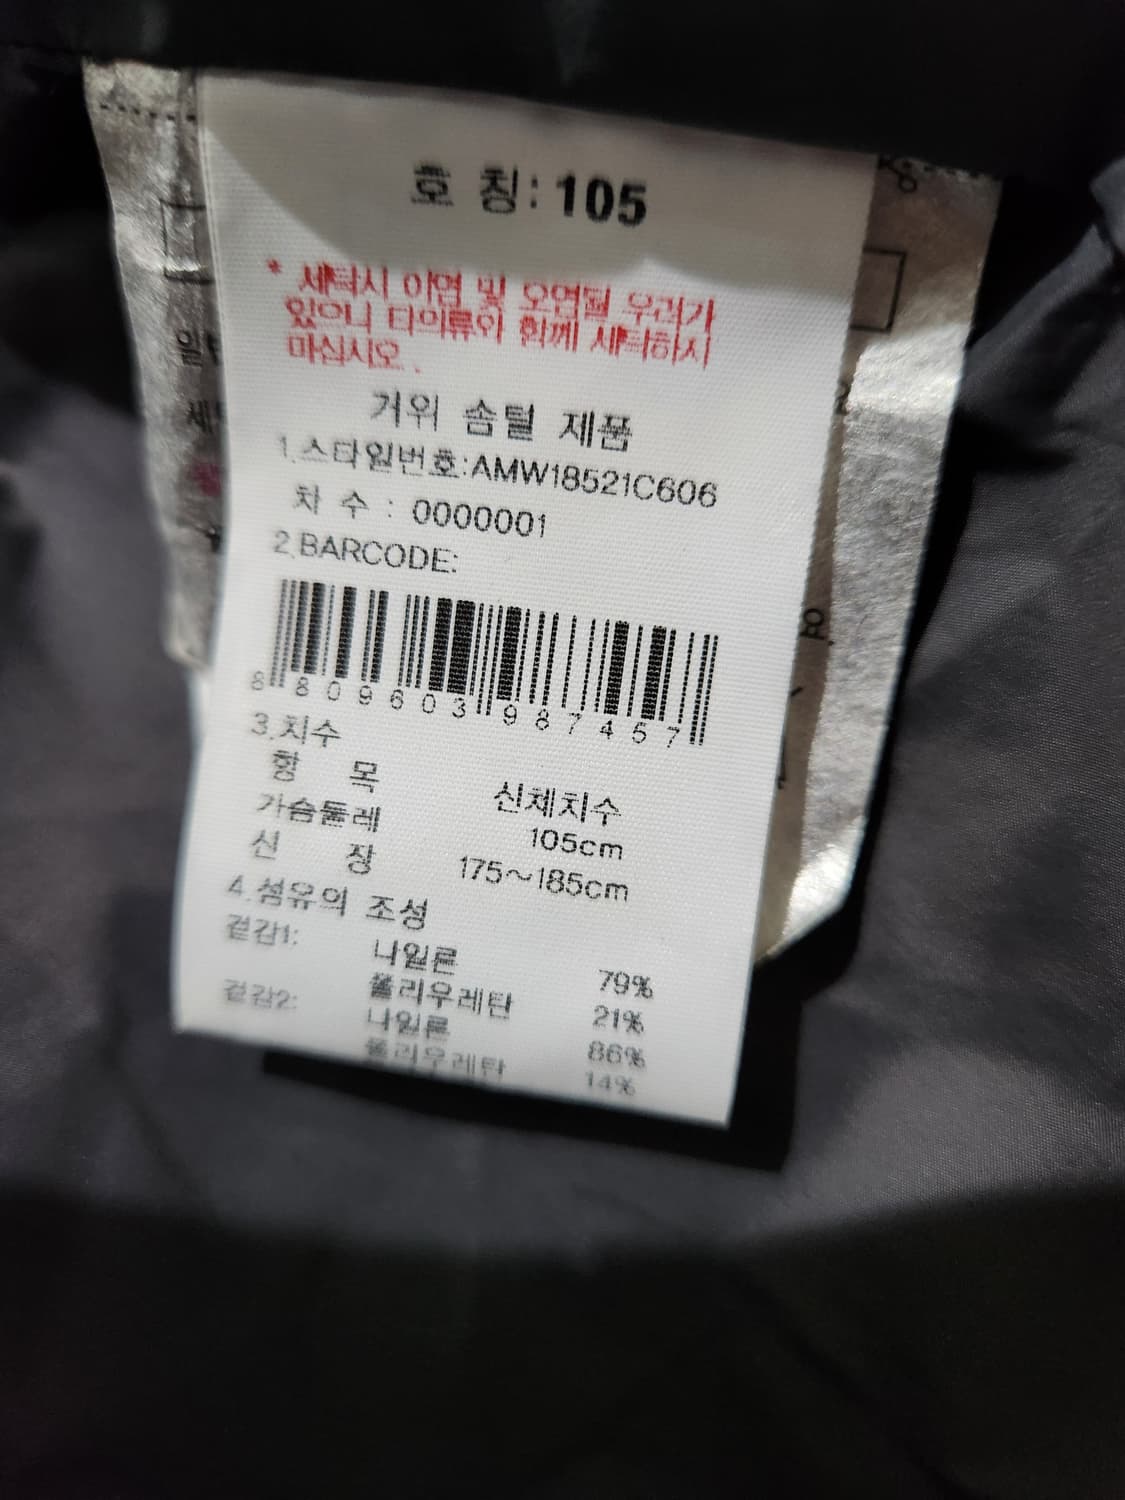 호 칭: 105
* 세탁시 이염 및 오염될 우려가
있으니 타의류와 함께 세탁하지
마십시오.
거위 솜털 제품
1.스타일번호:AMW18521C606
차 수 : 0000001
2.BARCODE:
8 809603 987457
3.치수
항 목 신체치수
가슴둘레 105cm
신 장 175~185cm
4.섬유의 조성
겉감1: 나일론 79%
폴리우레탄 21%
겉감2: 나일론 86%
폴리우레탄 14%